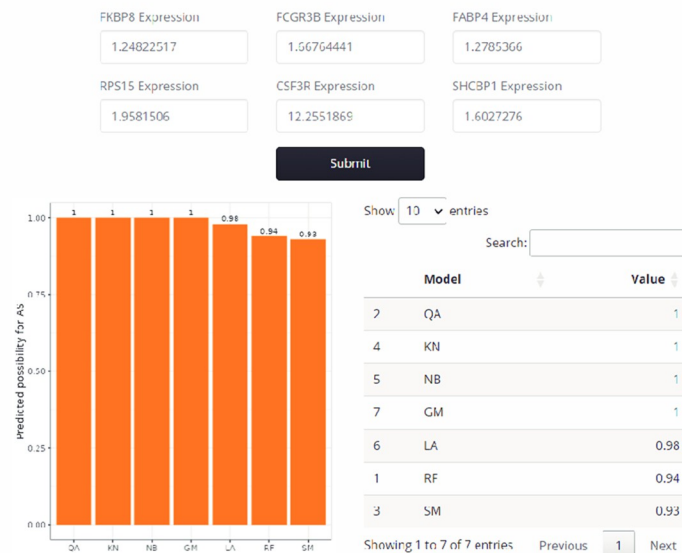 FKBP8 Expression FCGR3B Expression FABP4 Expression
1.24822517 1.66764441 1.2785366
RPS15 Expression CSF3R Expression SHCBP1 Expression
1.9581506 12.2551869 1.6027276
Submit
Show 10 entries
Search:
Model Value
2 QA 1
4 KN 1
5 NB 1
7 GM 1
6 LA 0.98
1 RF 0.94
3 SM 0.93
Showing 1 to 7 of 7 entries Previous 1 Next
Predicted possibility for AS
1.00
0.75
0.50
0.25
0.00
1 1 1 1 0.98 0.94 0.93
QA KN NB GM LA RF SM